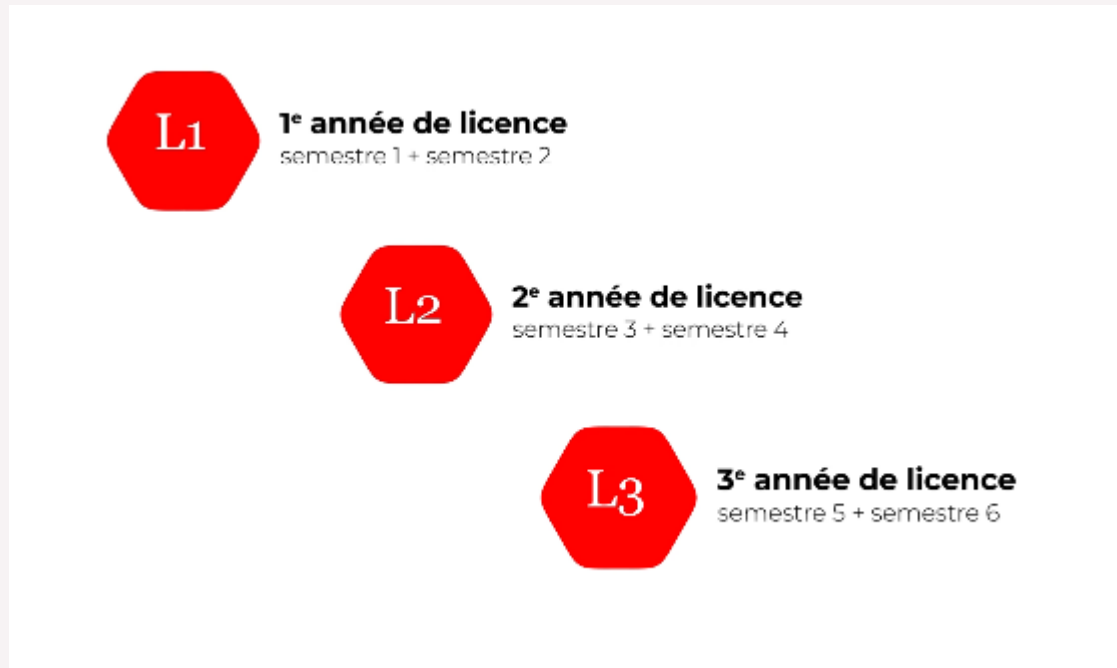 L1
1e année de licence
semestre 1 + semestre 2
L2
2e année de licence
semestre 3 + semestre 4
L3
3e année de licence
semestre 5 + semestre 6